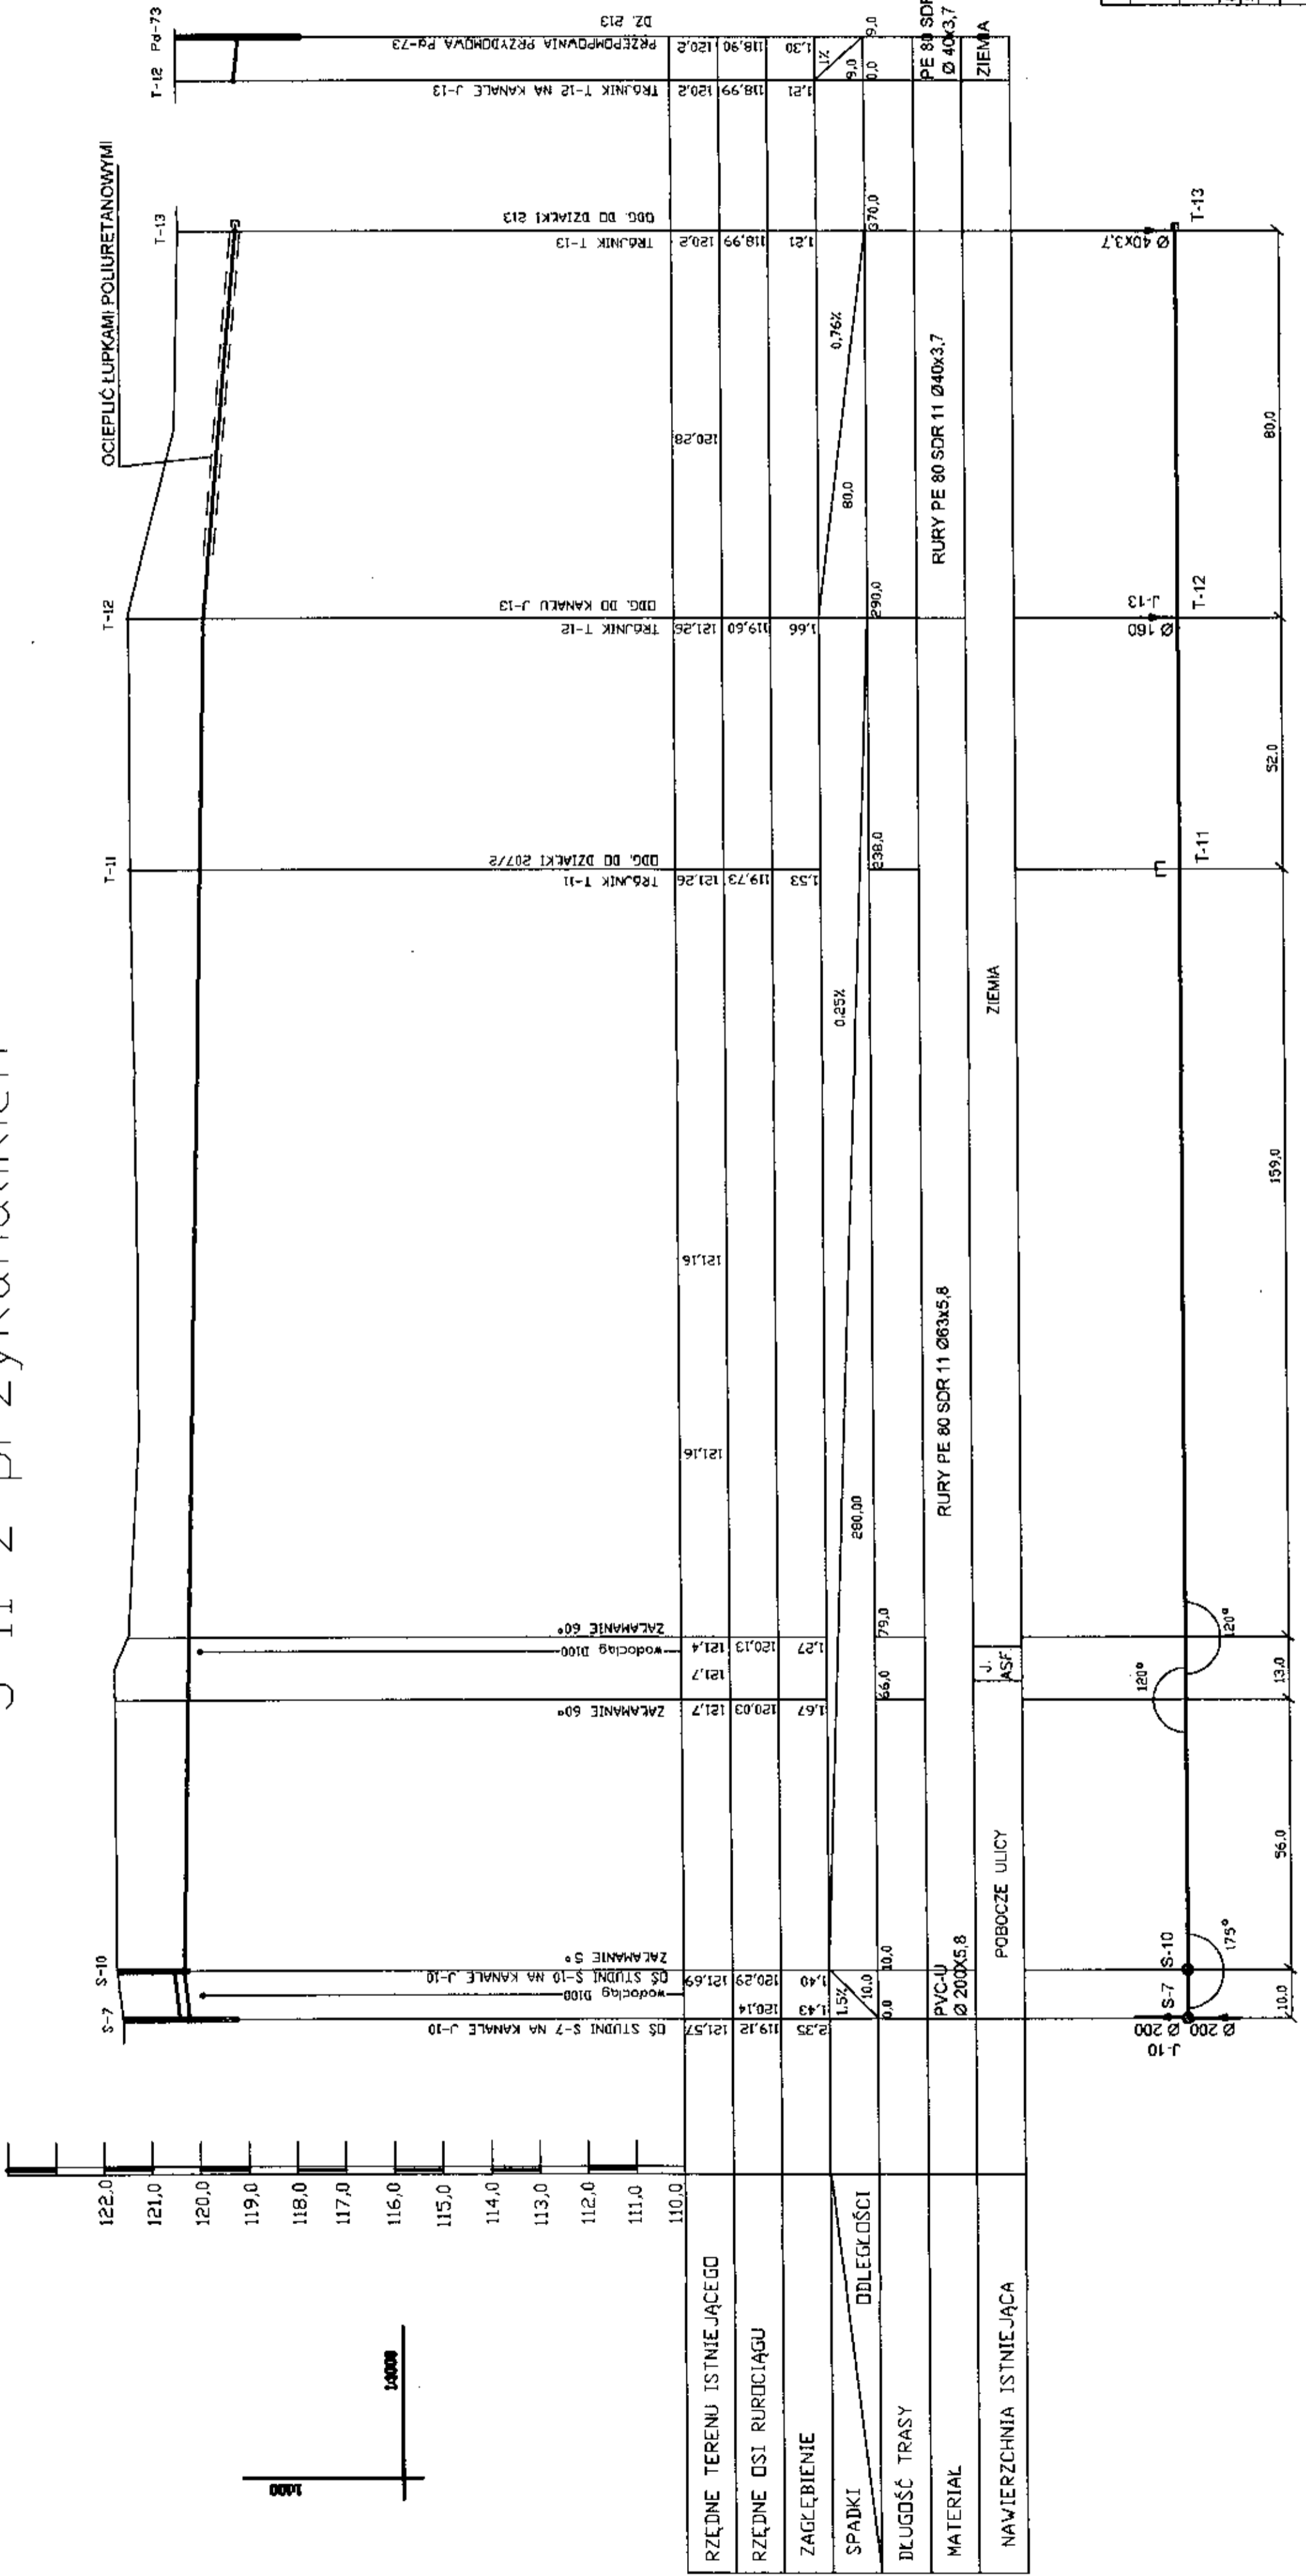 OCIEPLIĆ ŁUPKAMI POLIURETANOWYMI
S-7
S-10
T-11
T-12
T-13
T-12
Pd-73
122,0
121,0
120,0
119,0
118,0
117,0
116,0
115,0
114,0
113,0
112,0
111,0
110,0
1:100
OŚ STUDNI S-7 NA KANALE J-10
wodociąg D100
OŚ STUDNI S-10 NA KANALE J-10
ZAŁAMANIE 5°
ZAŁAMANIE 60°
wodociąg D100
ZAŁAMANIE 60°
TRÓJNIK T-11
ODG. DO DZIAŁKI 207/2
TRÓJNIK T-12
ODG. DO KANAŁU J-13
TRÓJNIK T-13
ODG. DO DZIAŁKI 213
TRÓJNIK T-12 NA KANALE J-13
PRZEPOMPOWNIA PRZYDOMOWA Pd-73
DZ. 213
RZĘDNE TERENU ISTNIEJĄCEGO
121,57 121,69 121,7 121,7 121,4 121,16 121,16 121,26 121,26 120,28 120,2 120,2 120,2
RZĘDNE OSI RUROCIĄGU
119,12 120,14 120,29 120,03 120,13 119,73 119,60 118,99 118,99 118,90
ZAGŁĘBIENIE
2,35 1,43 1,40 1,67 1,27 1,53 1,66 1,21 1,21 1,30
SPADKI
ODLEGŁOŚCI
1,5% 10,0 280,00 0,25% 80,0 0,76% 9,0 1%
DŁUGOŚĆ TRASY
0,0 10,0 66,0 79,0 238,0 290,0 370,0 0,0 9,0
MATERIAŁ
PVC-U
Ø 200X5,8
RURY PE 80 SDR 11 Ø63x5,8
RURY PE 80 SDR 11 Ø40x3,7
PE 80 SDR
Ø 40x3,7
NAWIERZCHNIA ISTNIEJĄCA
POBOCZE ULICY
J.
ASF.
ZIEMIA
ZIEMIA
J-10
Ø 200
Ø 200
S-7
S-10
175°
120°
120°
T-11
J-13
Ø 160
T-12
Ø 40x3,7
T-13
10,0
56,0
13,0
159,0
52,0
80,0